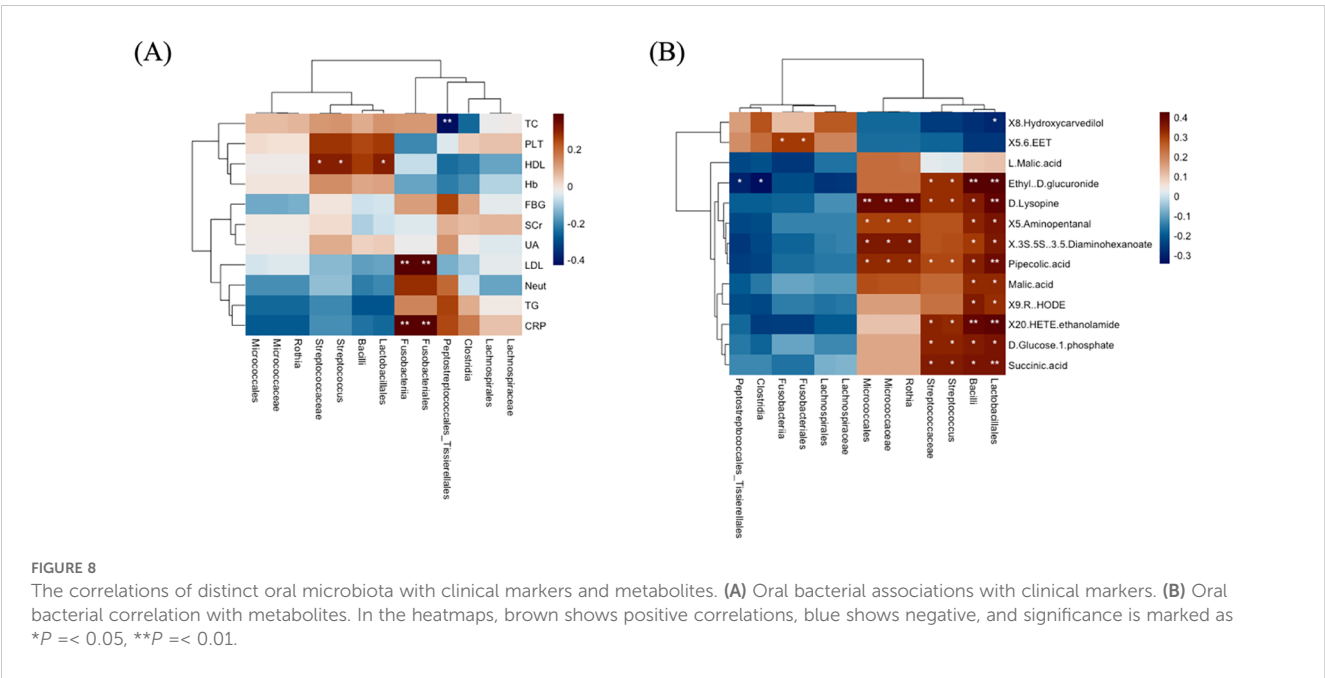 (A)
TC
PLT
HDL
Hb
FBG
SCr
UA
LDL
Neut
TG
CRP
**
* * *
** **
** **
0.2
0
-0.2
-0.4
Micrococcales
Micrococcaceae
Rothia
Streptococcaceae
Streptococcus
Bacilli
Lactobacillales
Fusobacteriia
Fusobacteriales
Peptostreptococcales_Tissierellales
Clostridia
Lachnospirales
Lachnospiraceae
(B)
* X8.Hydroxycarvedilol
* * X5.6.EET
L.Malic.acid
* * * * ** ** Ethyl..D.glucuronide
** ** ** * * * ** D.Lysopine
* * * * * X5.Aminopentanal
* * * * * X.3S.5S..3.5.Diaminohexanoate
* * * * * * ** Pipecolic.acid
* * Malic.acid
* * X9.R..HODE
* * ** ** X20.HETE.ethanolamide
* * * * D.Glucose.1.phosphate
* * * ** Succinic.acid
0.4
0.3
0.2
0.1
0
-0.1
-0.2
-0.3
Peptostreptococcales_Tissierellales
Clostridia
Fusobacteriia
Fusobacteriales
Lachnospirales
Lachnospiraceae
Micrococcales
Micrococcaceae
Rothia
Streptococcaceae
Streptococcus
Bacilli
Lactobacillales
FIGURE 8
The correlations of distinct oral microbiota with clinical markers and metabolites. (A) Oral bacterial associations with clinical markers. (B) Oral
bacterial correlation with metabolites. In the heatmaps, brown shows positive correlations, blue shows negative, and significance is marked as
*P =< 0.05, **P =< 0.01.